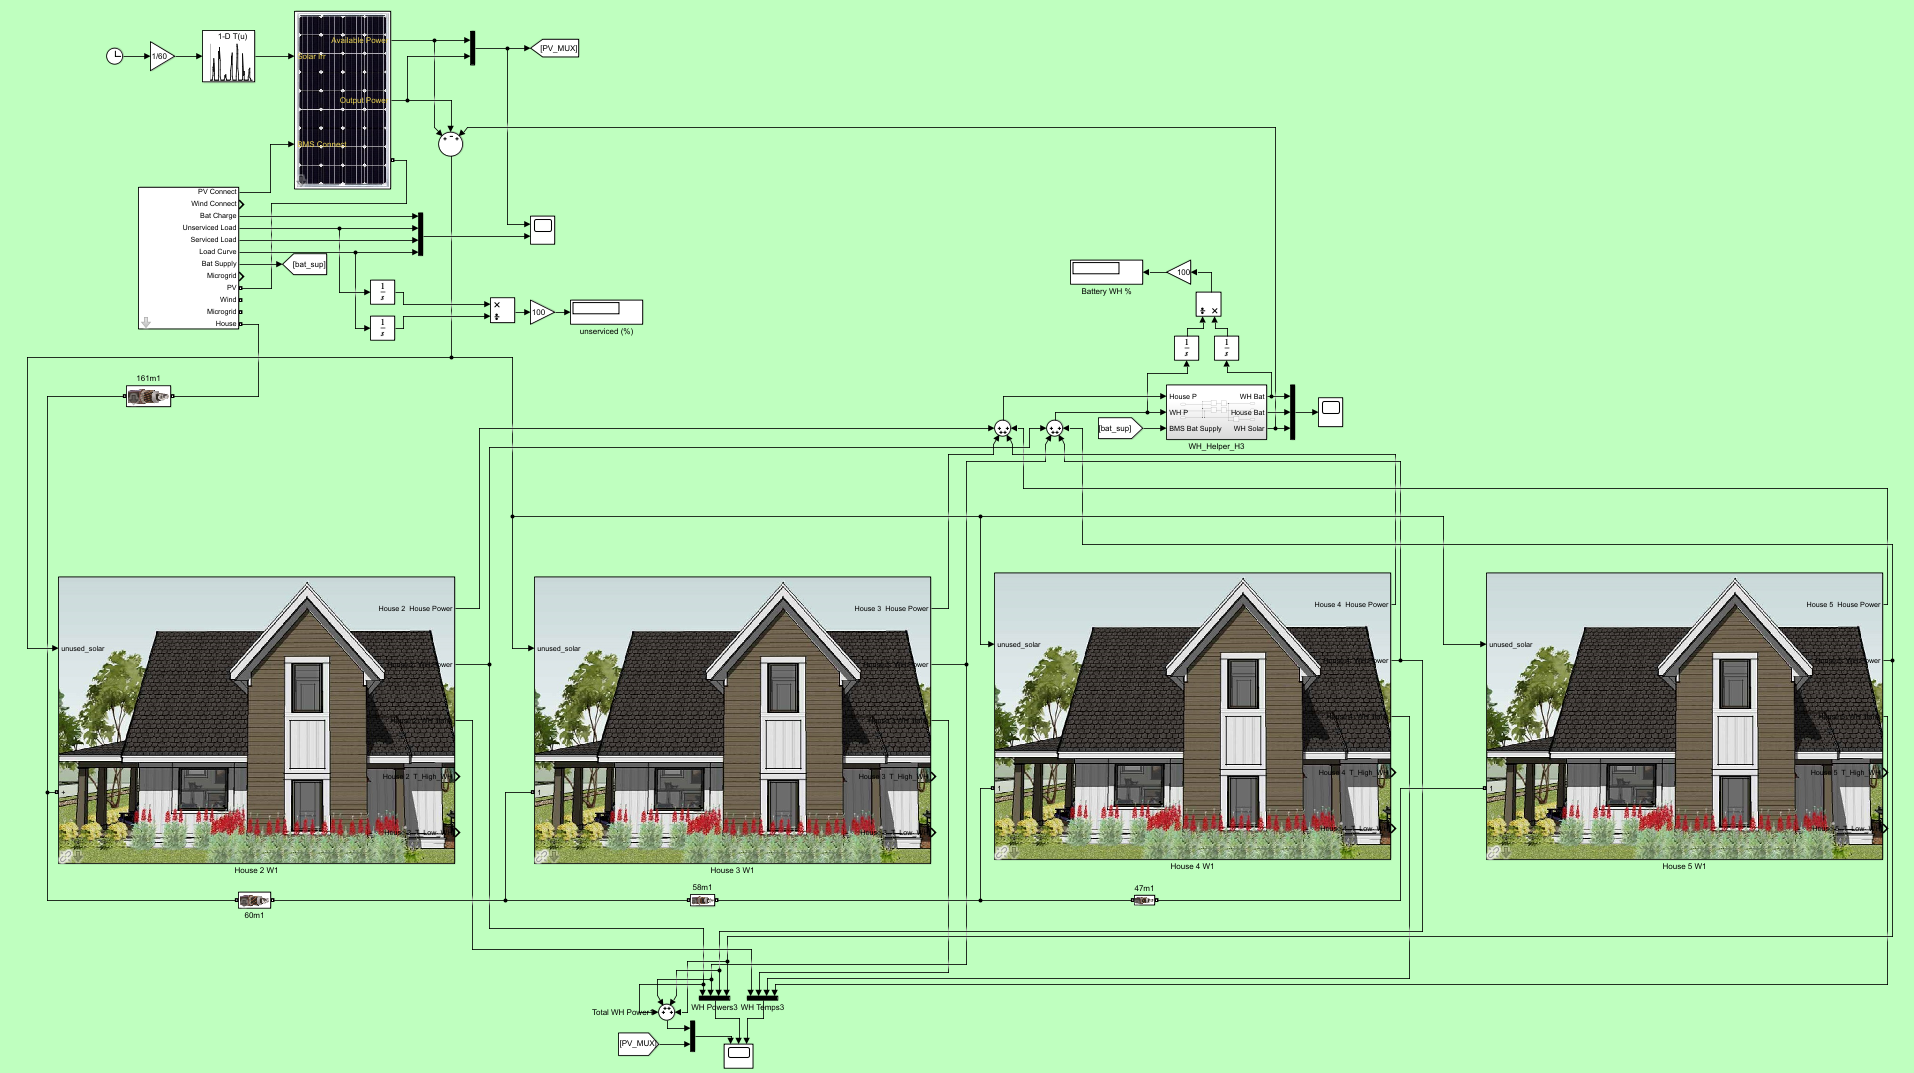 1-D T(u)
1/60
Available Power
Solar Irr
Output Power
BMS Connect
[PV_MUX]
PV Connect
Wind Connect
Bat Charge
Unserviced Load
Serviced Load
Load Curve
Bat Supply
Microgrid
PV
Wind
Microgrid
House
[bat_sup]
1
s
1
s
×
÷
100
unserviced (%)
161m1
Battery WH %
100
÷ ×
1
s
1
s
House P
WH P
BMS Bat Supply
WH Bat
House Bat
WH Solar
WH_Helper_H3
[bat_sup]
House 2 House Power
unused_solar
House 2 T_High_WH
+
House 2 W1
House 3 House Power
unused_solar
House 3 T_High_WH
1
House 3 W1
House 4 House Power
unused_solar
House 4 T_High_WH
1
House 4 W1
House 5 House Power
unused_solar
House 5 T_High_WH
1
House 5 W1
60m1
58m1
47m1
WH Powers3
WH Temps3
Total WH Power
[PV_MUX]